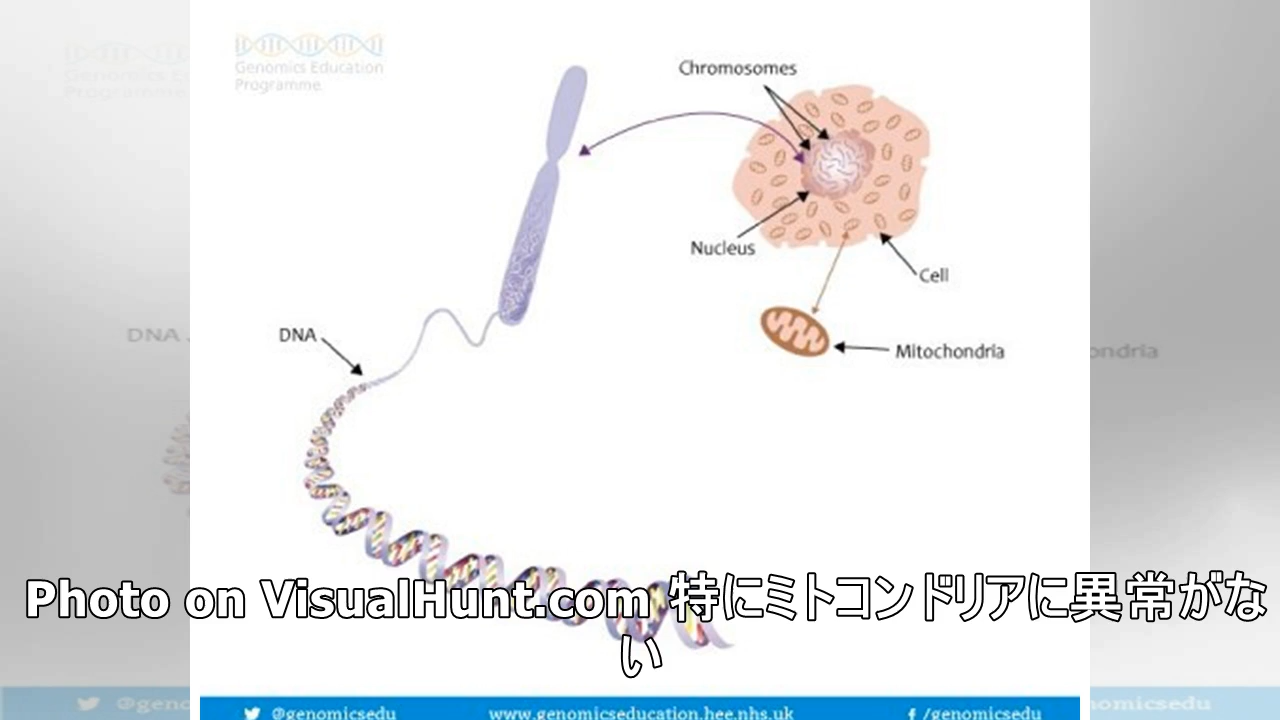 Genomics Education
Programme
Chromosomes
Nucleus
Cell
DNA
Mitochondria
Photo on VisualHunt.com 特にミトコンドリアに異常がな
い
@genomicsedu
www.genomicseducation.hee.nhs.uk
/genomicsedu